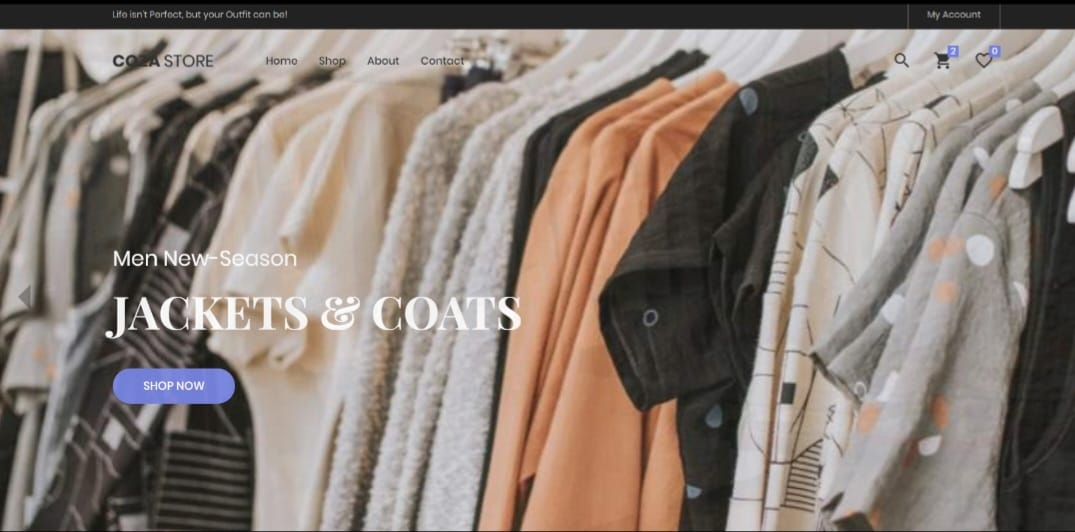 Life isn't Perfect, but your Outfit can be!
My Account
COZA STORE
Home
Shop
About
Contact
2
0
Men New-Season
JACKETS & COATS
SHOP NOW